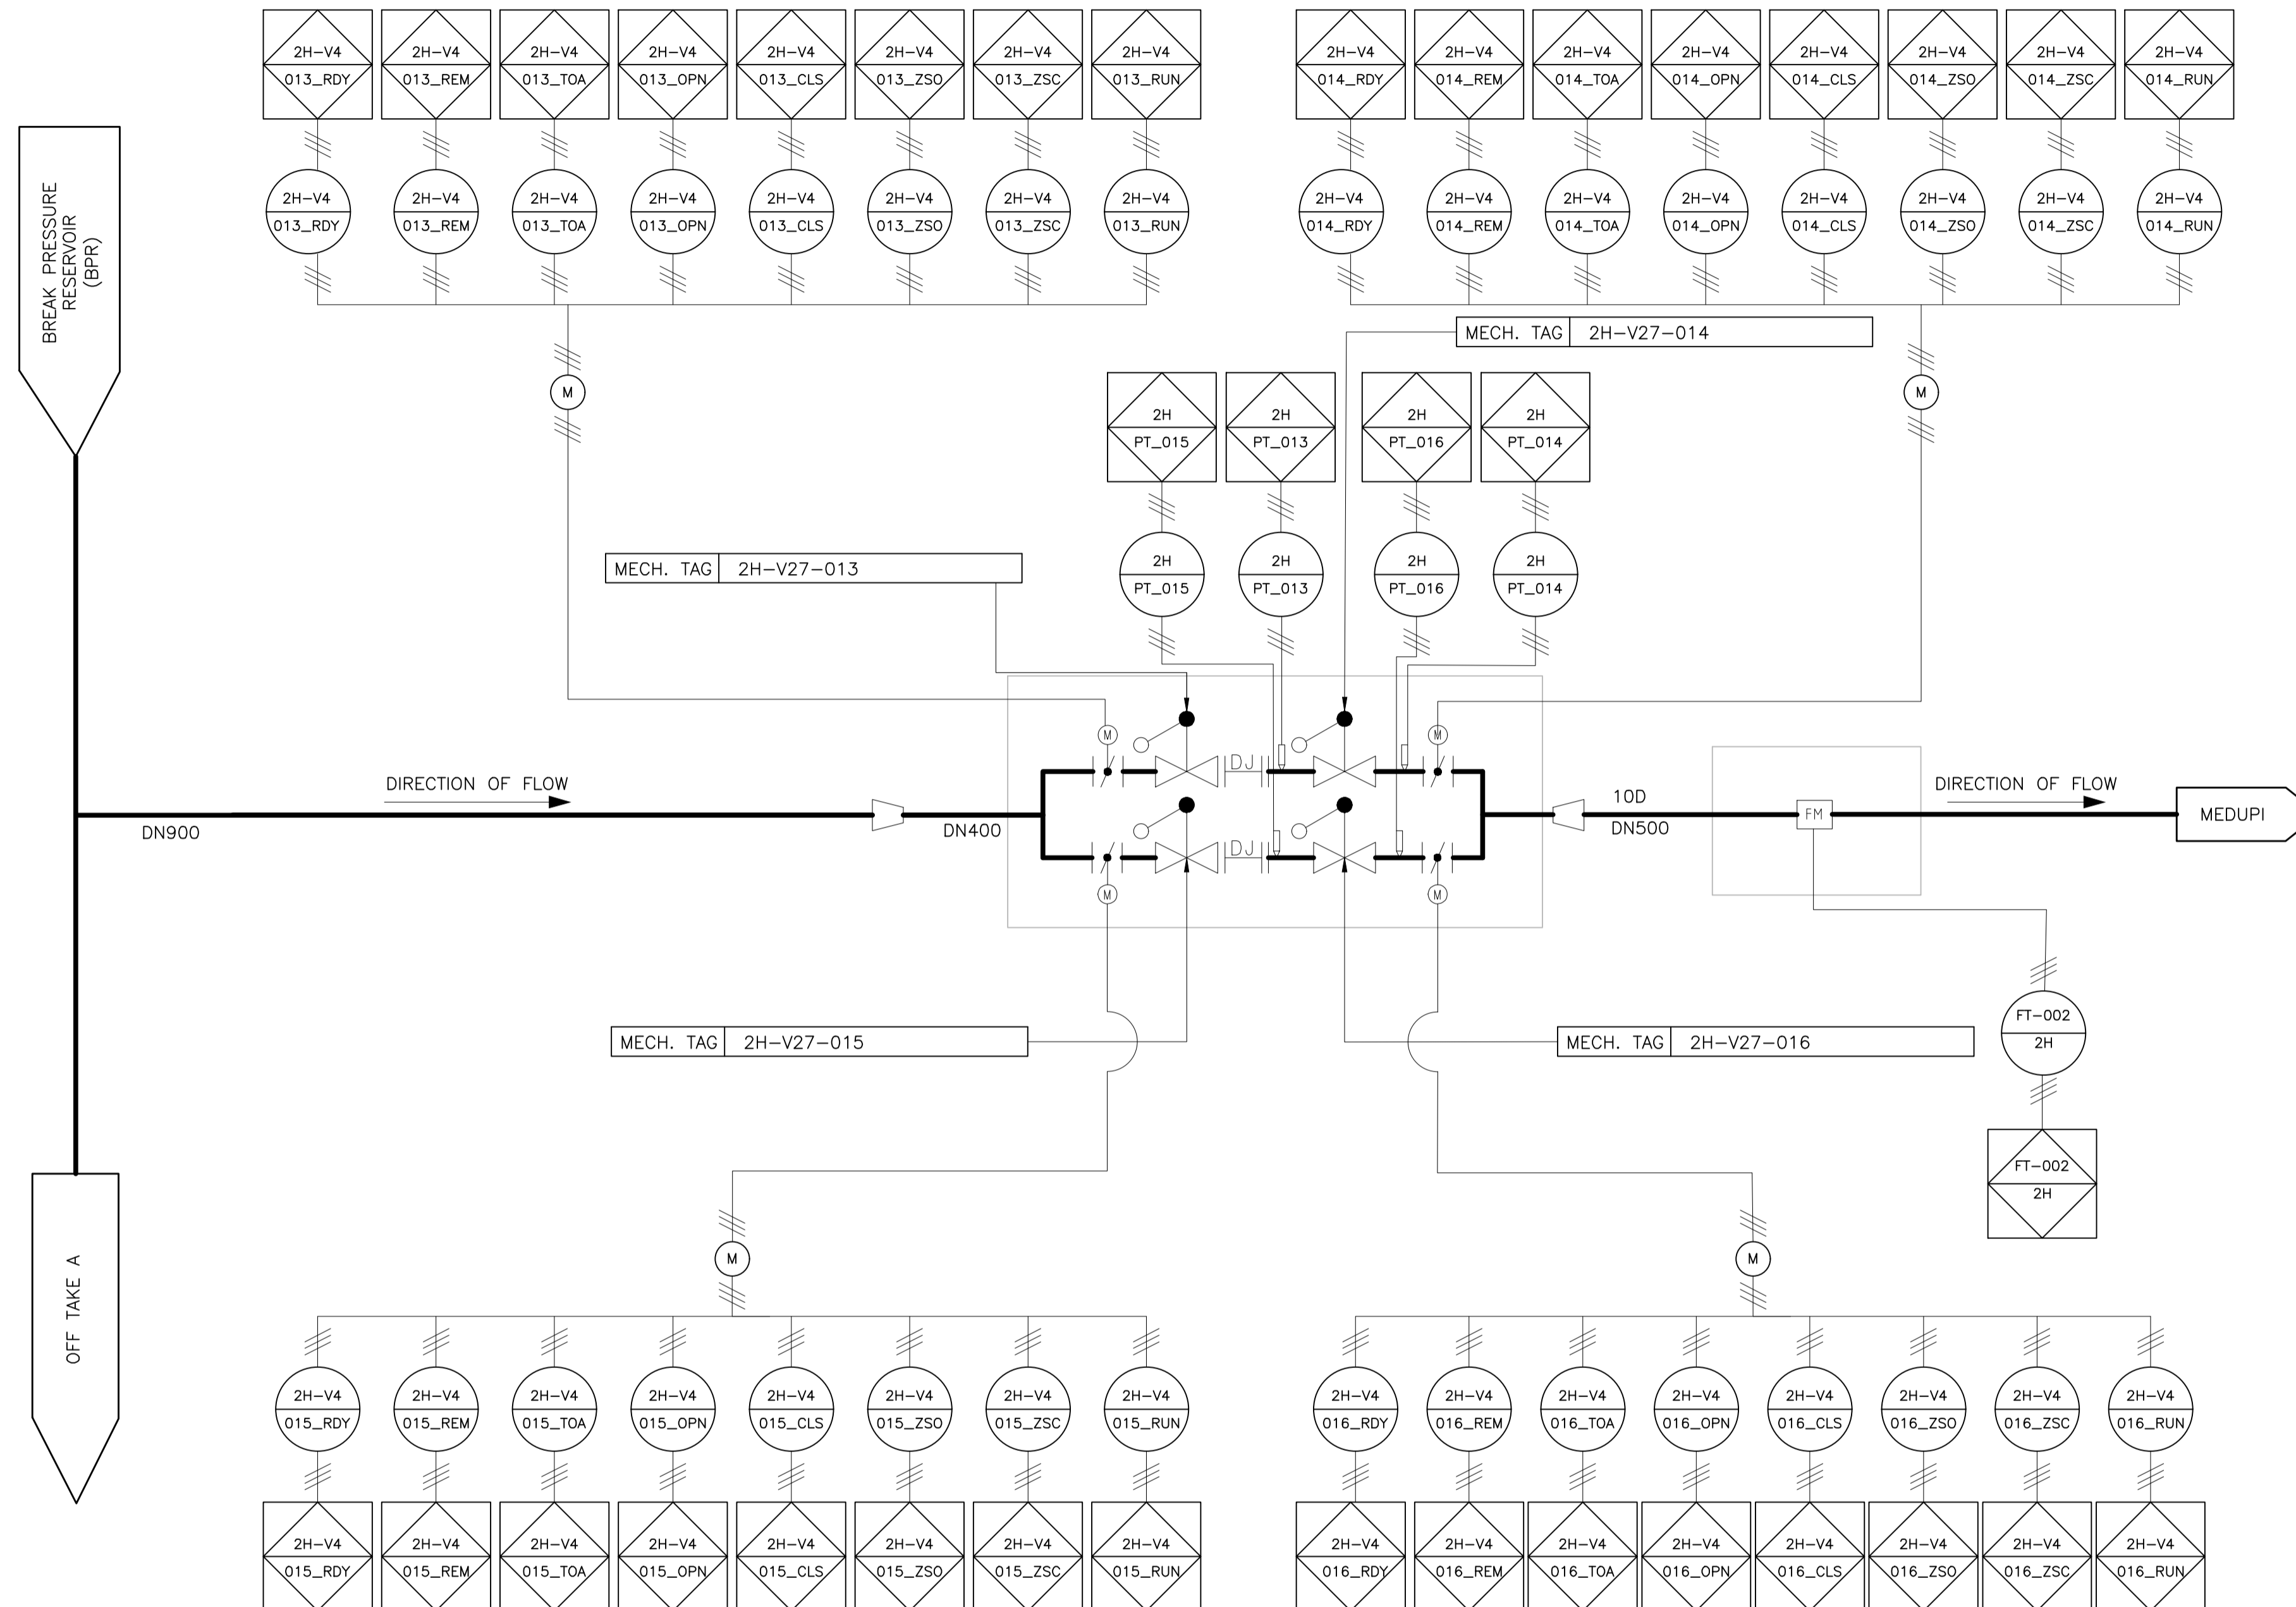 2H-V4 2H-V4 2H-V4 2H-V4 2H-V4 2H-V4 2H-V4 2H-V4
013_RDY 013_REM 013_TOA 013_OPN 013_CLS 013_ZSO 013_ZSC 013_RUN
2H-V4 2H-V4 2H-V4 2H-V4 2H-V4 2H-V4 2H-V4 2H-V4
014_RDY 014_REM 014_TOA 014_OPN 014_CLS 014_ZSO 014_ZSC 014_RUN
BREAK PRESSURE
RESERVOIR
(BPR)
2H-V4 2H-V4 2H-V4 2H-V4 2H-V4 2H-V4 2H-V4 2H-V4
013_RDY 013_REM 013_TOA 013_OPN 013_CLS 013_ZSO 013_ZSC 013_RUN
2H-V4 2H-V4 2H-V4 2H-V4 2H-V4 2H-V4 2H-V4 2H-V4
014_RDY 014_REM 014_TOA 014_OPN 014_CLS 014_ZSO 014_ZSC 014_RUN
MECH. TAG 2H-V27-014
M
M
2H 2H 2H 2H
PT_015 PT_013 PT_016 PT_014
MECH. TAG 2H-V27-013
2H 2H 2H 2H
PT_015 PT_013 PT_016 PT_014
M M
DJ
DIRECTION OF FLOW
DN900
DN400
DJ
10D
DN500
FM
DIRECTION OF FLOW
MEDUPI
M M
MECH. TAG 2H-V27-015
MECH. TAG 2H-V27-016
FT-002
2H
FT-002
2H
M
M
OFF TAKE A
2H-V4 2H-V4 2H-V4 2H-V4 2H-V4 2H-V4 2H-V4 2H-V4
015_RDY 015_REM 015_TOA 015_OPN 015_CLS 015_ZSO 015_ZSC 015_RUN
2H-V4 2H-V4 2H-V4 2H-V4 2H-V4 2H-V4 2H-V4 2H-V4
016_RDY 016_REM 016_TOA 016_OPN 016_CLS 016_ZSO 016_ZSC 016_RUN
2H-V4 2H-V4 2H-V4 2H-V4 2H-V4 2H-V4 2H-V4 2H-V4
015_RDY 015_REM 015_TOA 015_OPN 015_CLS 015_ZSO 015_ZSC 015_RUN
2H-V4 2H-V4 2H-V4 2H-V4 2H-V4 2H-V4 2H-V4 2H-V4
016_RDY 016_REM 016_TOA 016_OPN 016_CLS 016_ZSO 016_ZSC 016_RUN